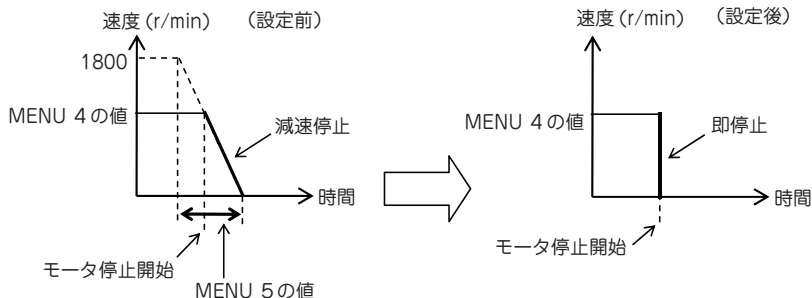 速度 (r/min) (設定前)
1800
MENU 4の値
減速停止
時間
モータ停止開始
MENU 5の値
速度 (r/min) (設定後)
MENU 4の値
即停止
時間
モータ停止開始